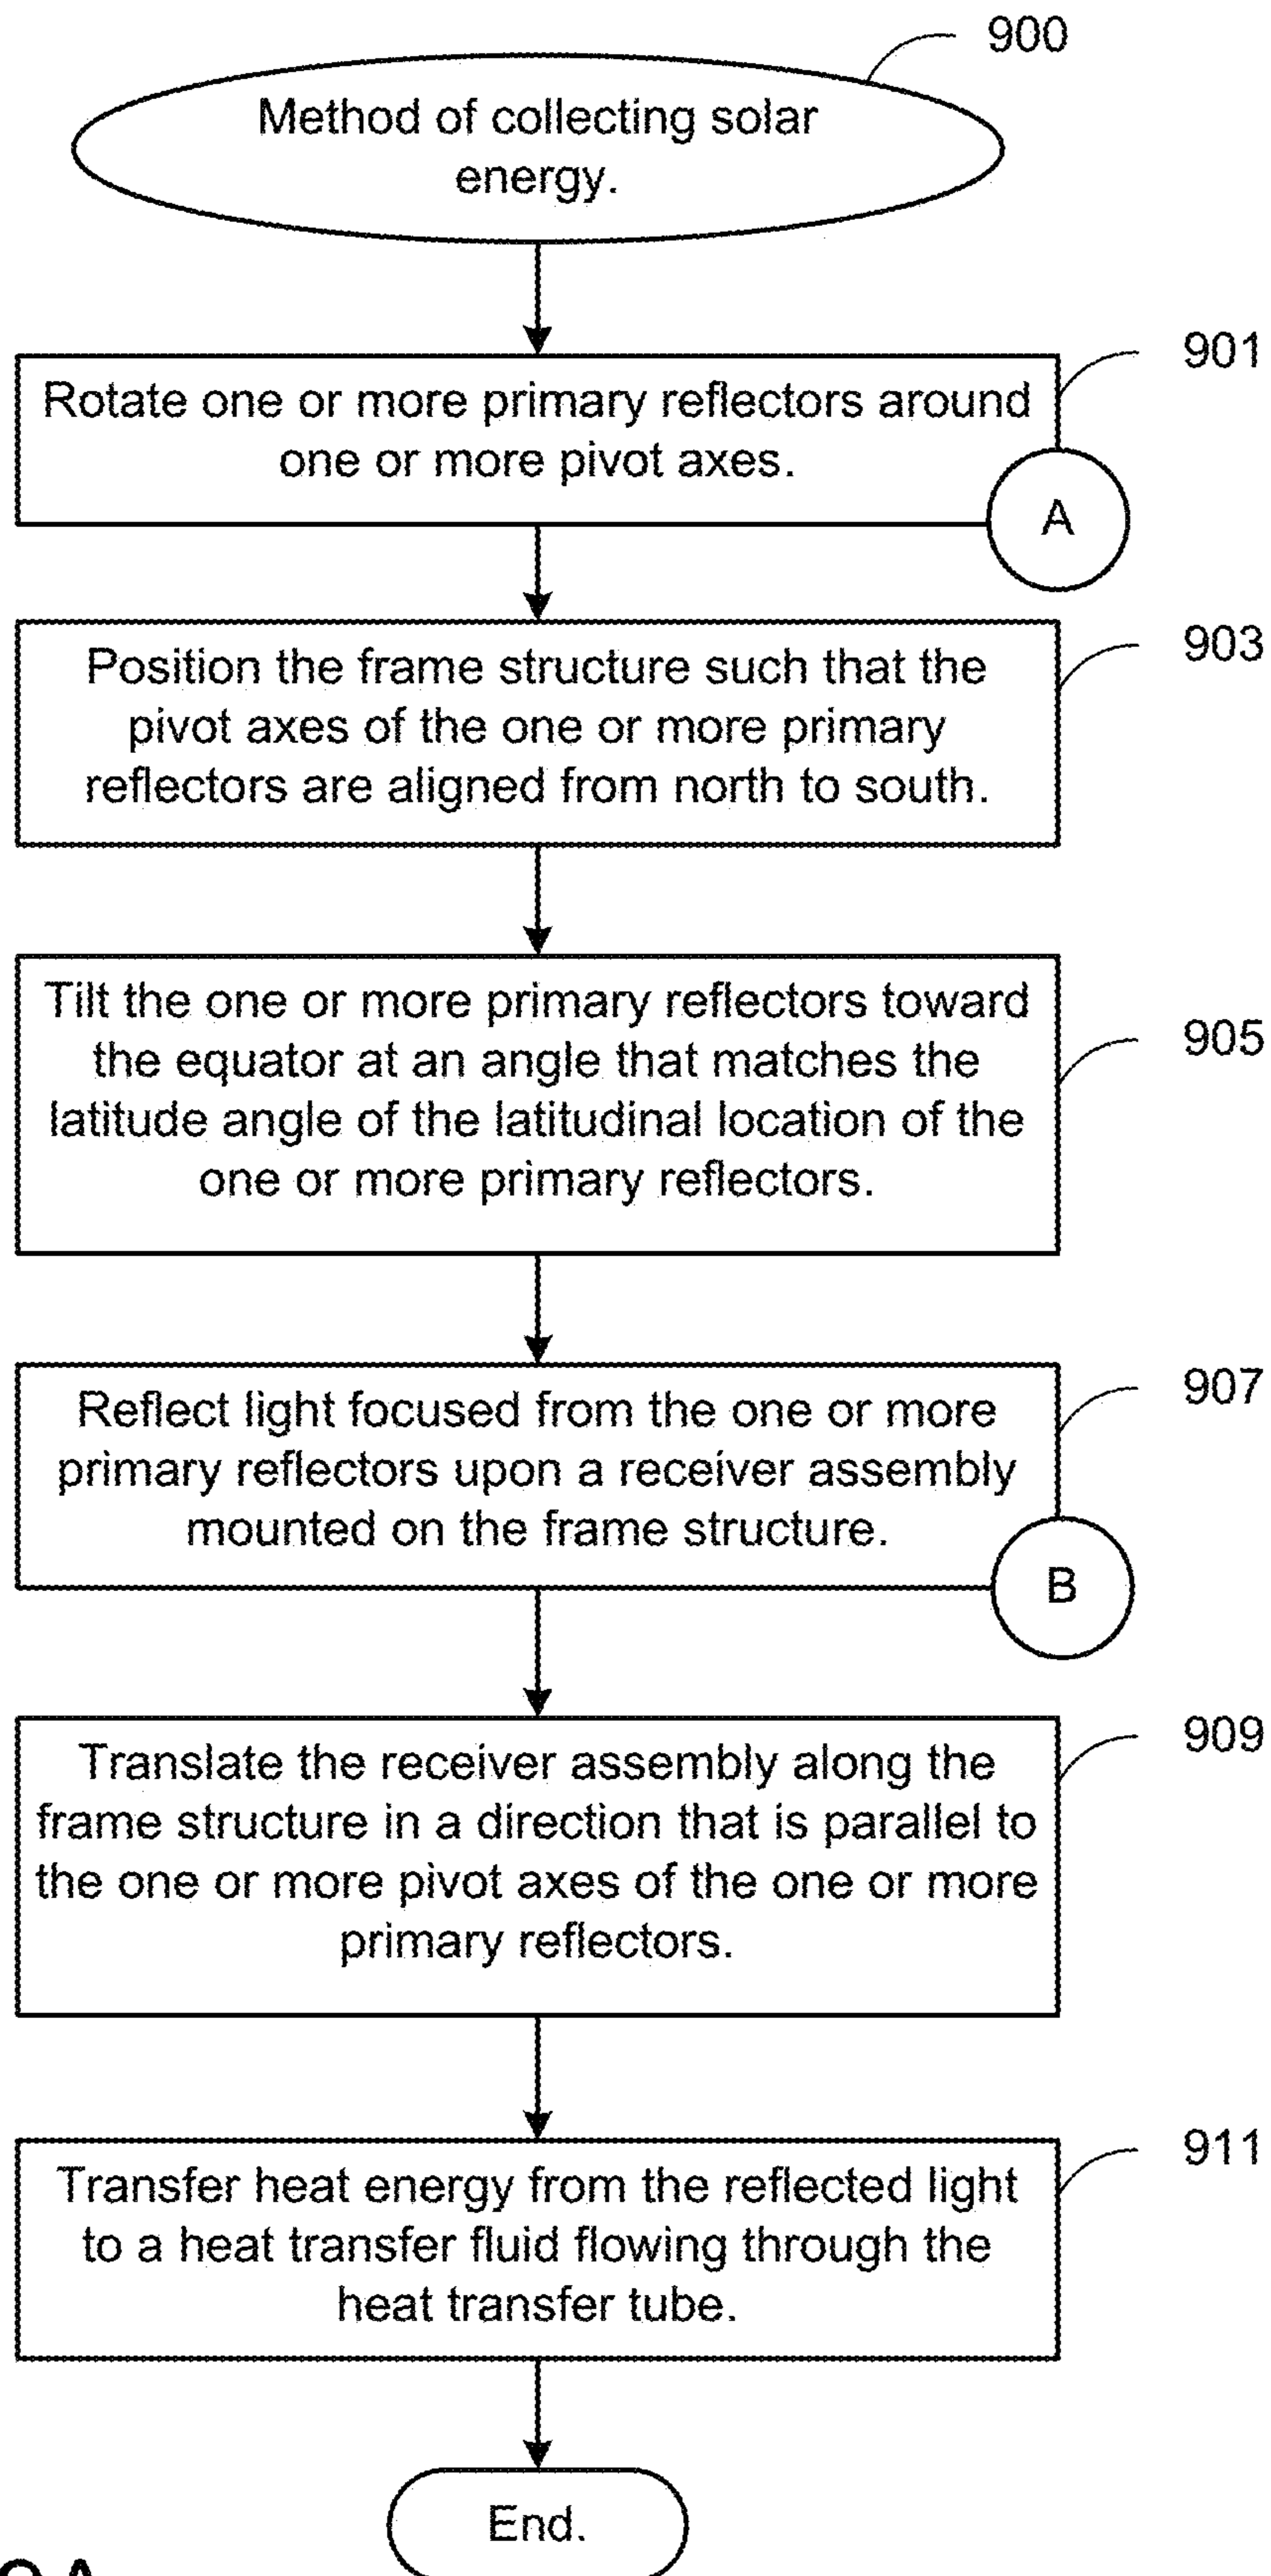 900
Method of collecting solar
energy.
901
Rotate one or more primary reflectors around
one or more pivot axes.
A
903
Position the frame structure such that the
pivot axes of the one or more primary
reflectors are aligned from north to south.
905
Tilt the one or more primary reflectors toward
the equator at an angle that matches the
latitude angle of the latitudinal location of the
one or more primary reflectors.
907
Reflect light focused from the one or more
primary reflectors upon a receiver assembly
mounted on the frame structure.
B
909
Translate the receiver assembly along the
frame structure in a direction that is parallel to
the one or more pivot axes of the one or more
primary reflectors.
911
Transfer heat energy from the reflected light
to a heat transfer fluid flowing through the
heat transfer tube.
End.